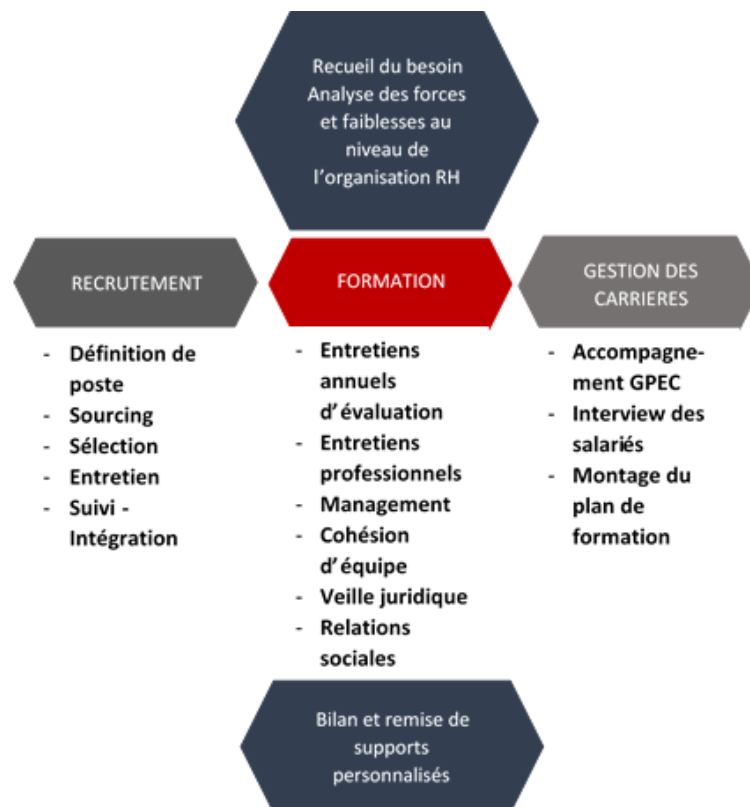 Recueil du besoin
Analyse des forces
et faiblesses au
niveau de
l'organisation RH
RECRUTEMENT
- Définition de
poste
- Sourcing
- Sélection
- Entretien
- Suivi -
Intégration
FORMATION
- Entretiens
annuels
d'évaluation
- Entretiens
professionnels
- Management
- Cohésion
d'équipe
- Veille juridique
- Relations
sociales
GESTION DES
CARRIERES
- Accompagne-
ment GPEC
- Interview des
salariés
- Montage du
plan de
formation
Bilan et remise de
supports
personnalisés